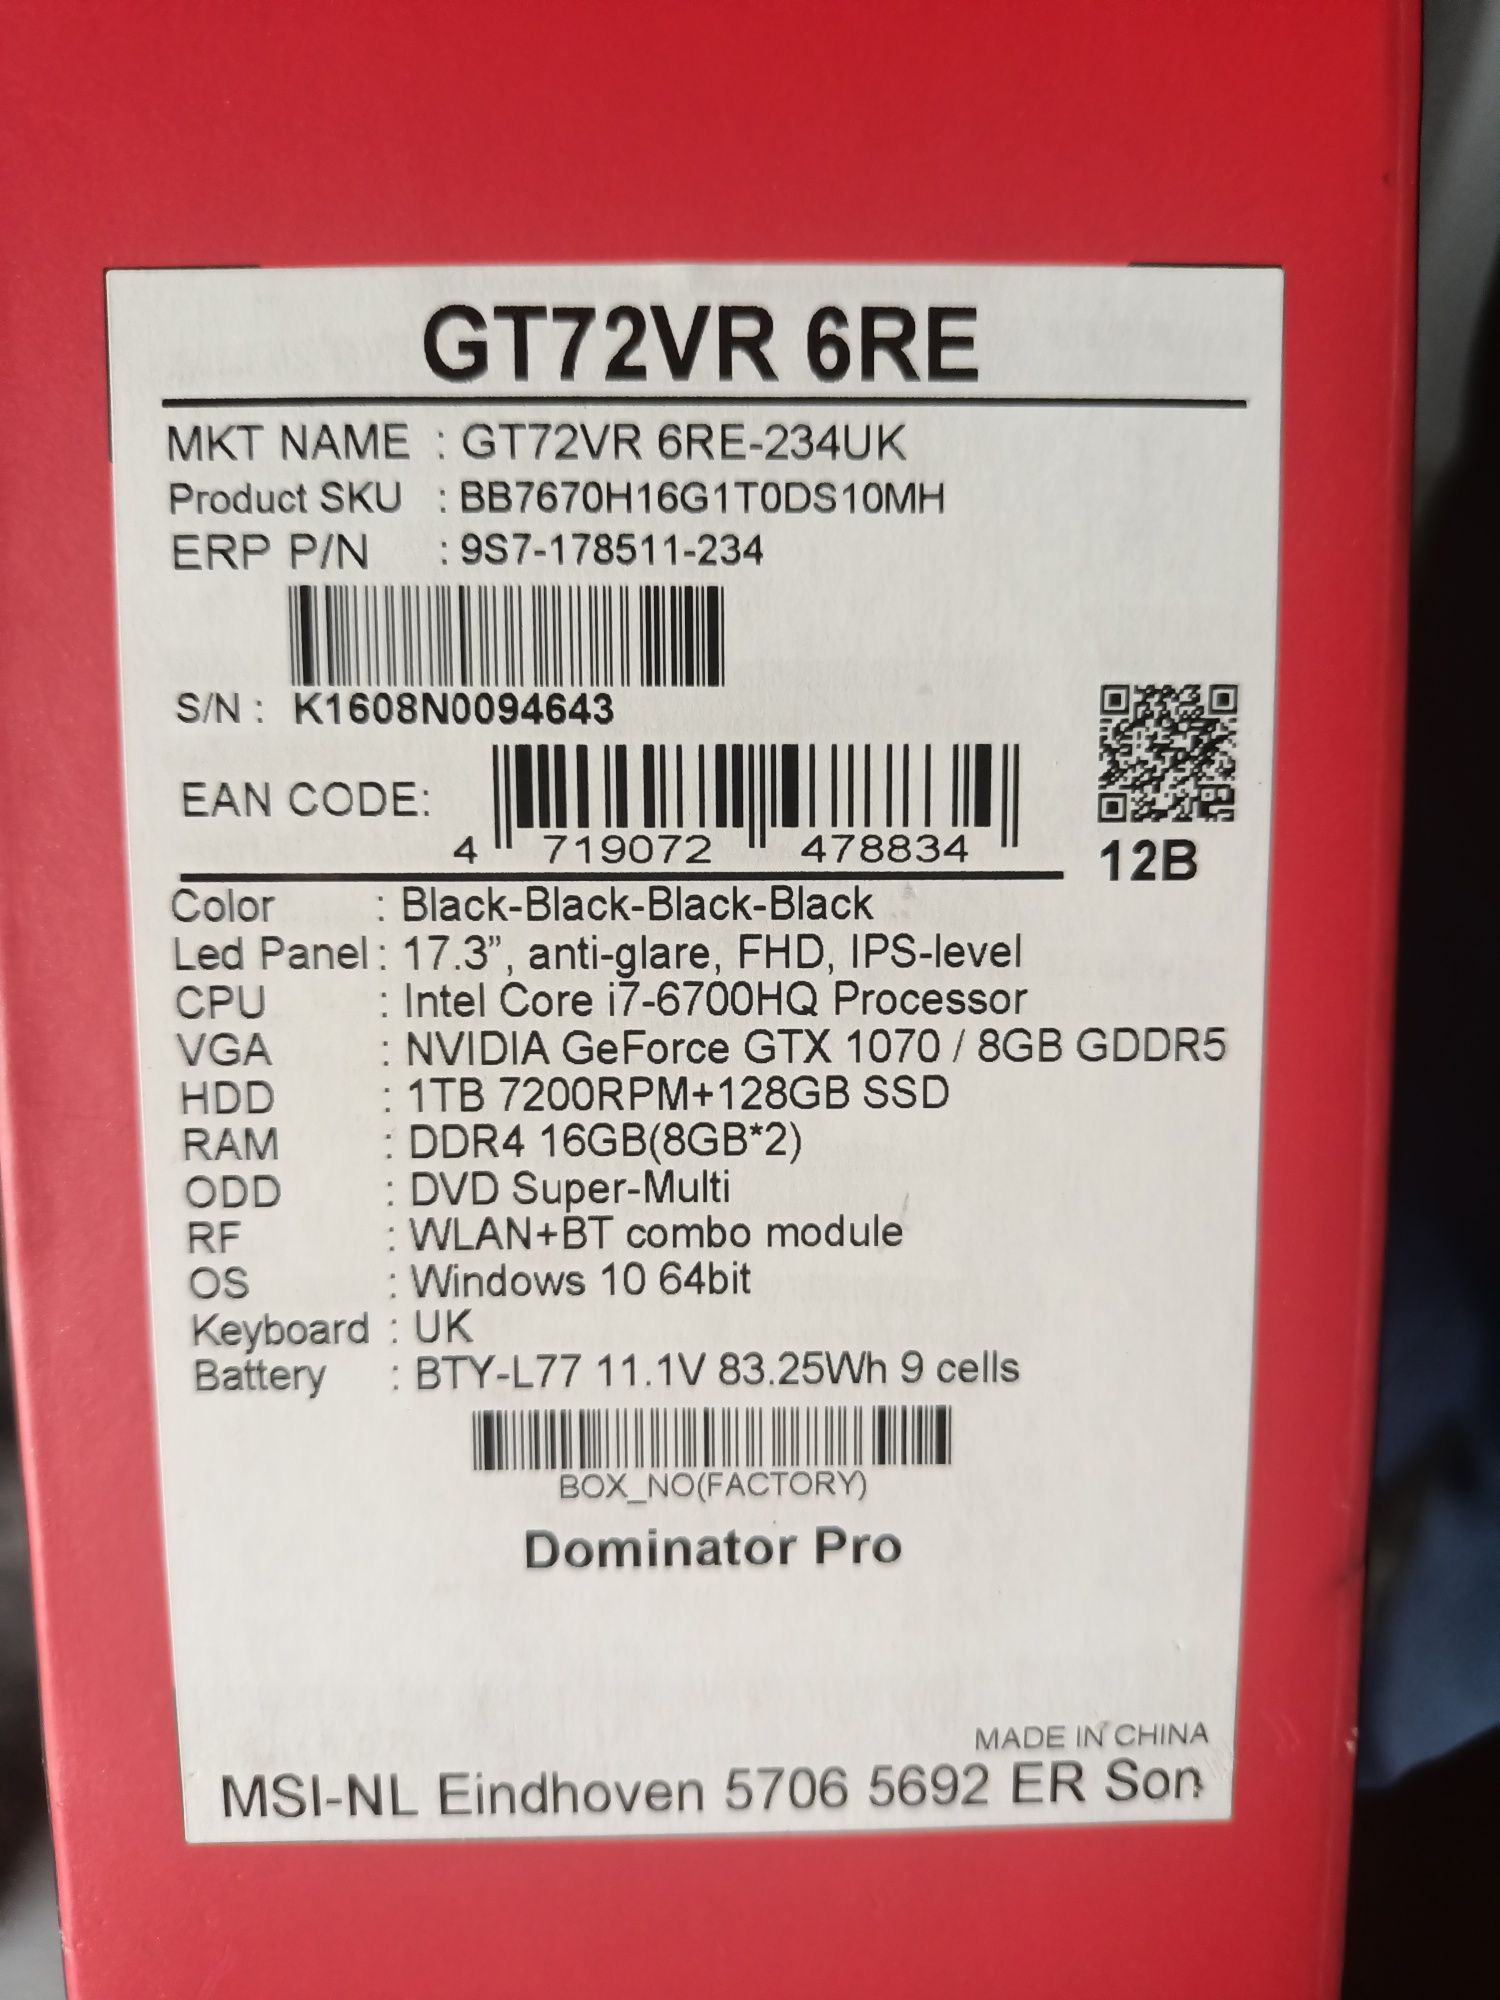 GT72VR 6RE
MKT NAME : GT72VR 6RE-234UK
Product SKU : BB7670H16G1T0DS10MH
ERP P/N : 9S7-178511-234
S/N : K1608N0094643
EAN CODE:
4 719072 478834
12B
Color : Black-Black-Black-Black
Led Panel : 17.3”, anti-glare, FHD, IPS-level
CPU : Intel Core i7-6700HQ Processor
VGA : NVIDIA GeForce GTX 1070 / 8GB GDDR5
HDD : 1TB 7200RPM+128GB SSD
RAM : DDR4 16GB(8GB*2)
ODD : DVD Super-Multi
RF : WLAN+BT combo module
OS : Windows 10 64bit
Keyboard : UK
Battery : BTY-L77 11.1V 83.25Wh 9 cells
BOX_NO(FACTORY)
Dominator Pro
MADE IN CHINA
MSI-NL Eindhoven 5706 5692 ER Son